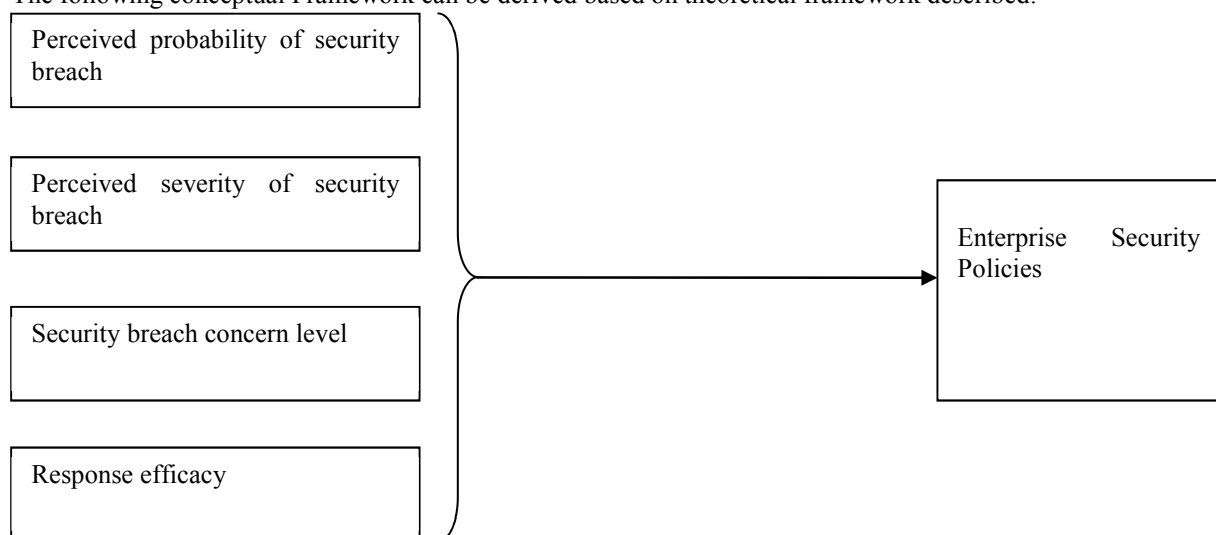 The following conceptual Framework can be derived based on theoretical framework described:
Perceived probability of security
breach
Perceived severity of security
breach
Security breach concern level
Response efficacy
Enterprise Security
Policies